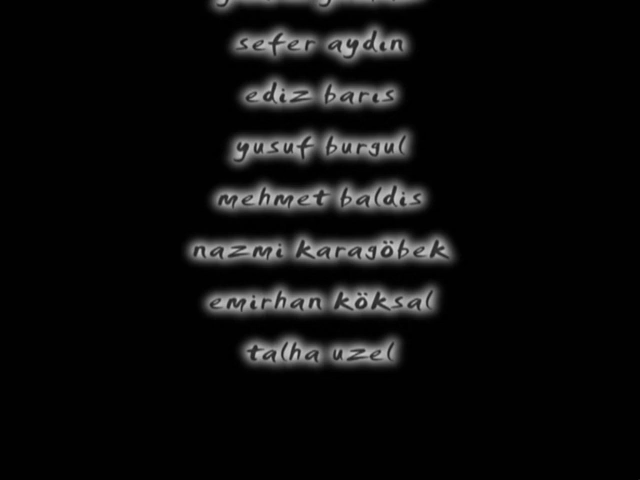 sefer aydın
ediz barıs
yusuf burgul
mehmet baldis
nazmi karagöbek
emirhan köksal
talha uzel